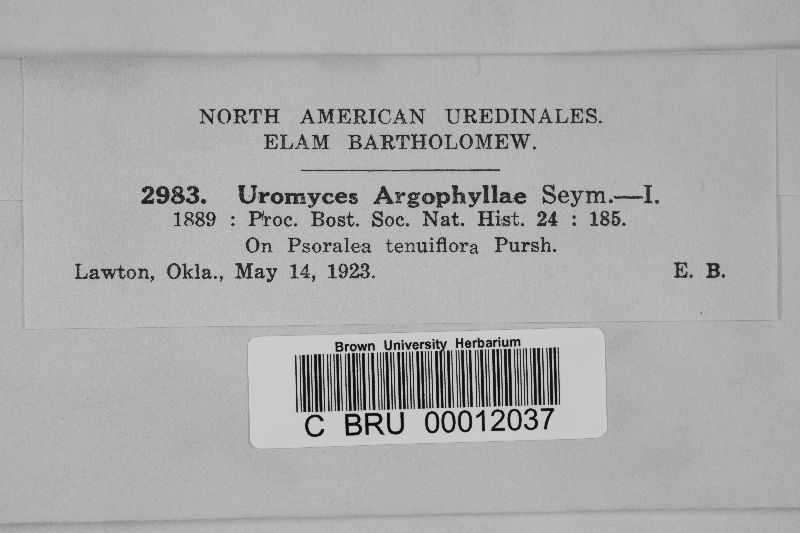 NORTH AMERICAN UREDINALES.
ELAM BARTHOLOMEW.
2983. Uromyces Argophyllae Seym.—I.
1889 : Proc. Bost. Soc. Nat. Hist. 24 : 185.
On Psoralea tenuiflora Pursh.
Lawton, Okla., May 14, 1923. E. B.
Brown University Herbarium
C BRU 00012037